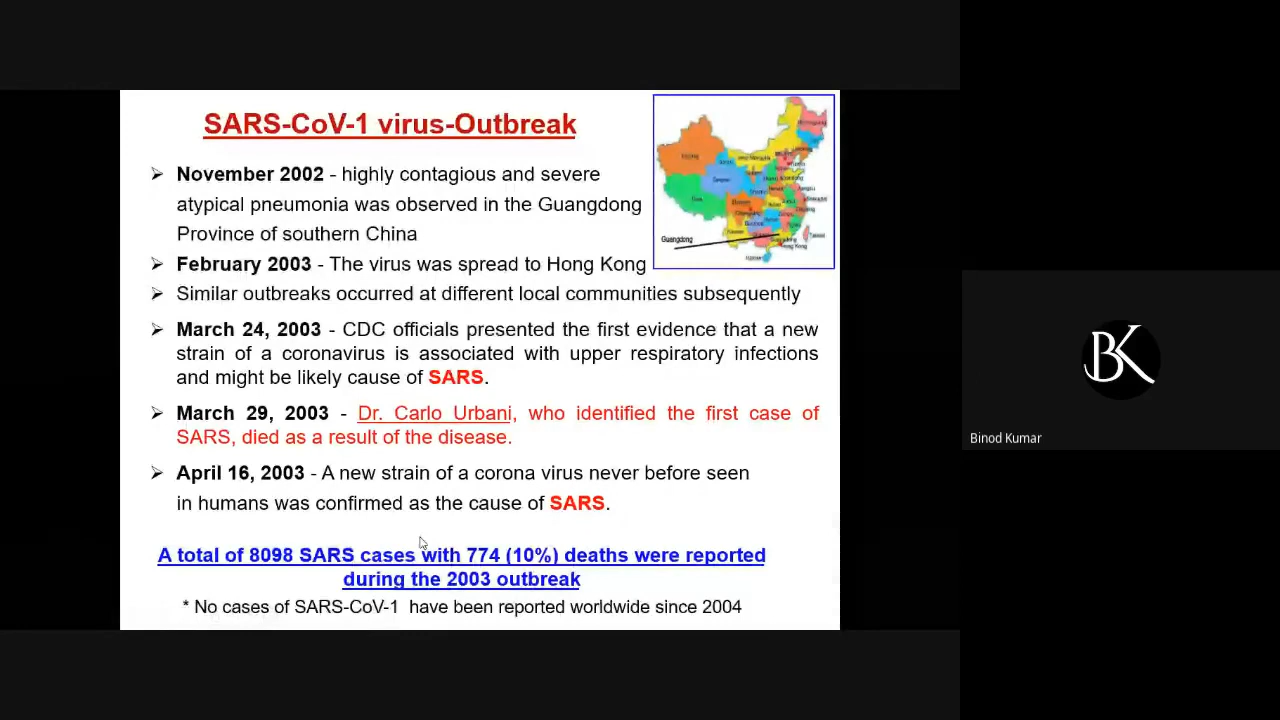 SARS-CoV-1 virus-Outbreak
➢ November 2002 - highly contagious and severe
atypical pneumonia was observed in the Guangdong
Province of southern China
➢ February 2003 - The virus was spread to Hong Kong
➢ Similar outbreaks occurred at different local communities subsequently
➢ March 24, 2003 - CDC officials presented the first evidence that a new
strain of a coronavirus is associated with upper respiratory infections
and might be likely cause of SARS.
➢ March 29, 2003 - Dr. Carlo Urbani, who identified the first case of
SARS, died as a result of the disease.
➢ April 16, 2003 - A new strain of a corona virus never before seen
in humans was confirmed as the cause of SARS.
A total of 8098 SARS cases with 774 (10%) deaths were reported
during the 2003 outbreak
* No cases of SARS-CoV-1 have been reported worldwide since 2004
Guangdong
Taiwan
Hong Kong
BK
Binod Kumar